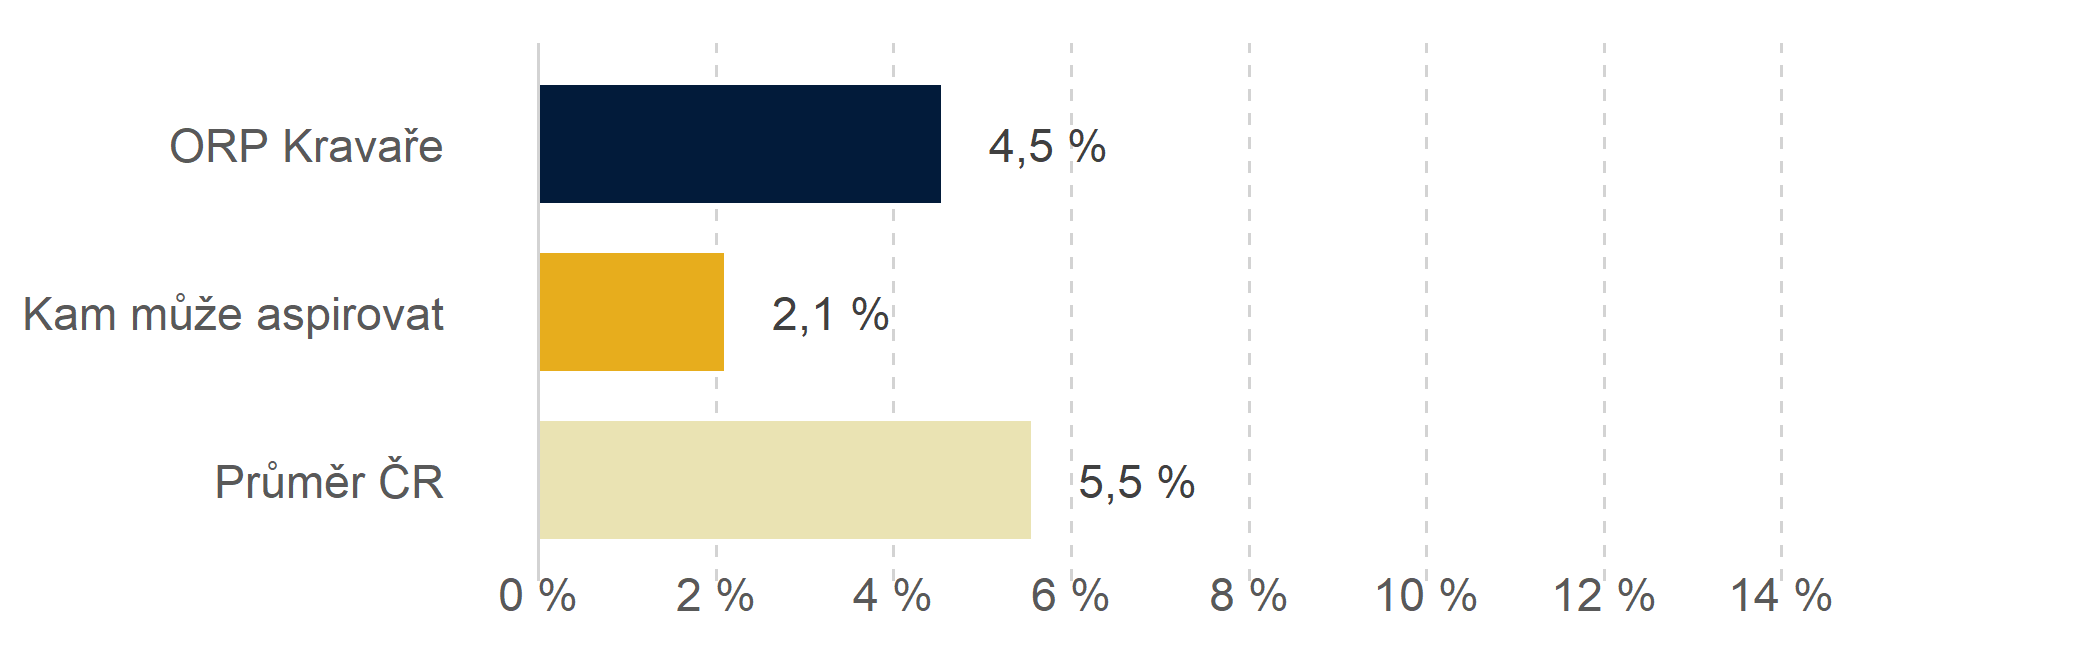 ORP Kravaře
4,5 %
Kam může aspirovat
2,1 %
Průměr ČR
5,5 %
0 % 2 % 4 % 6 % 8 % 10 % 12 % 14 %